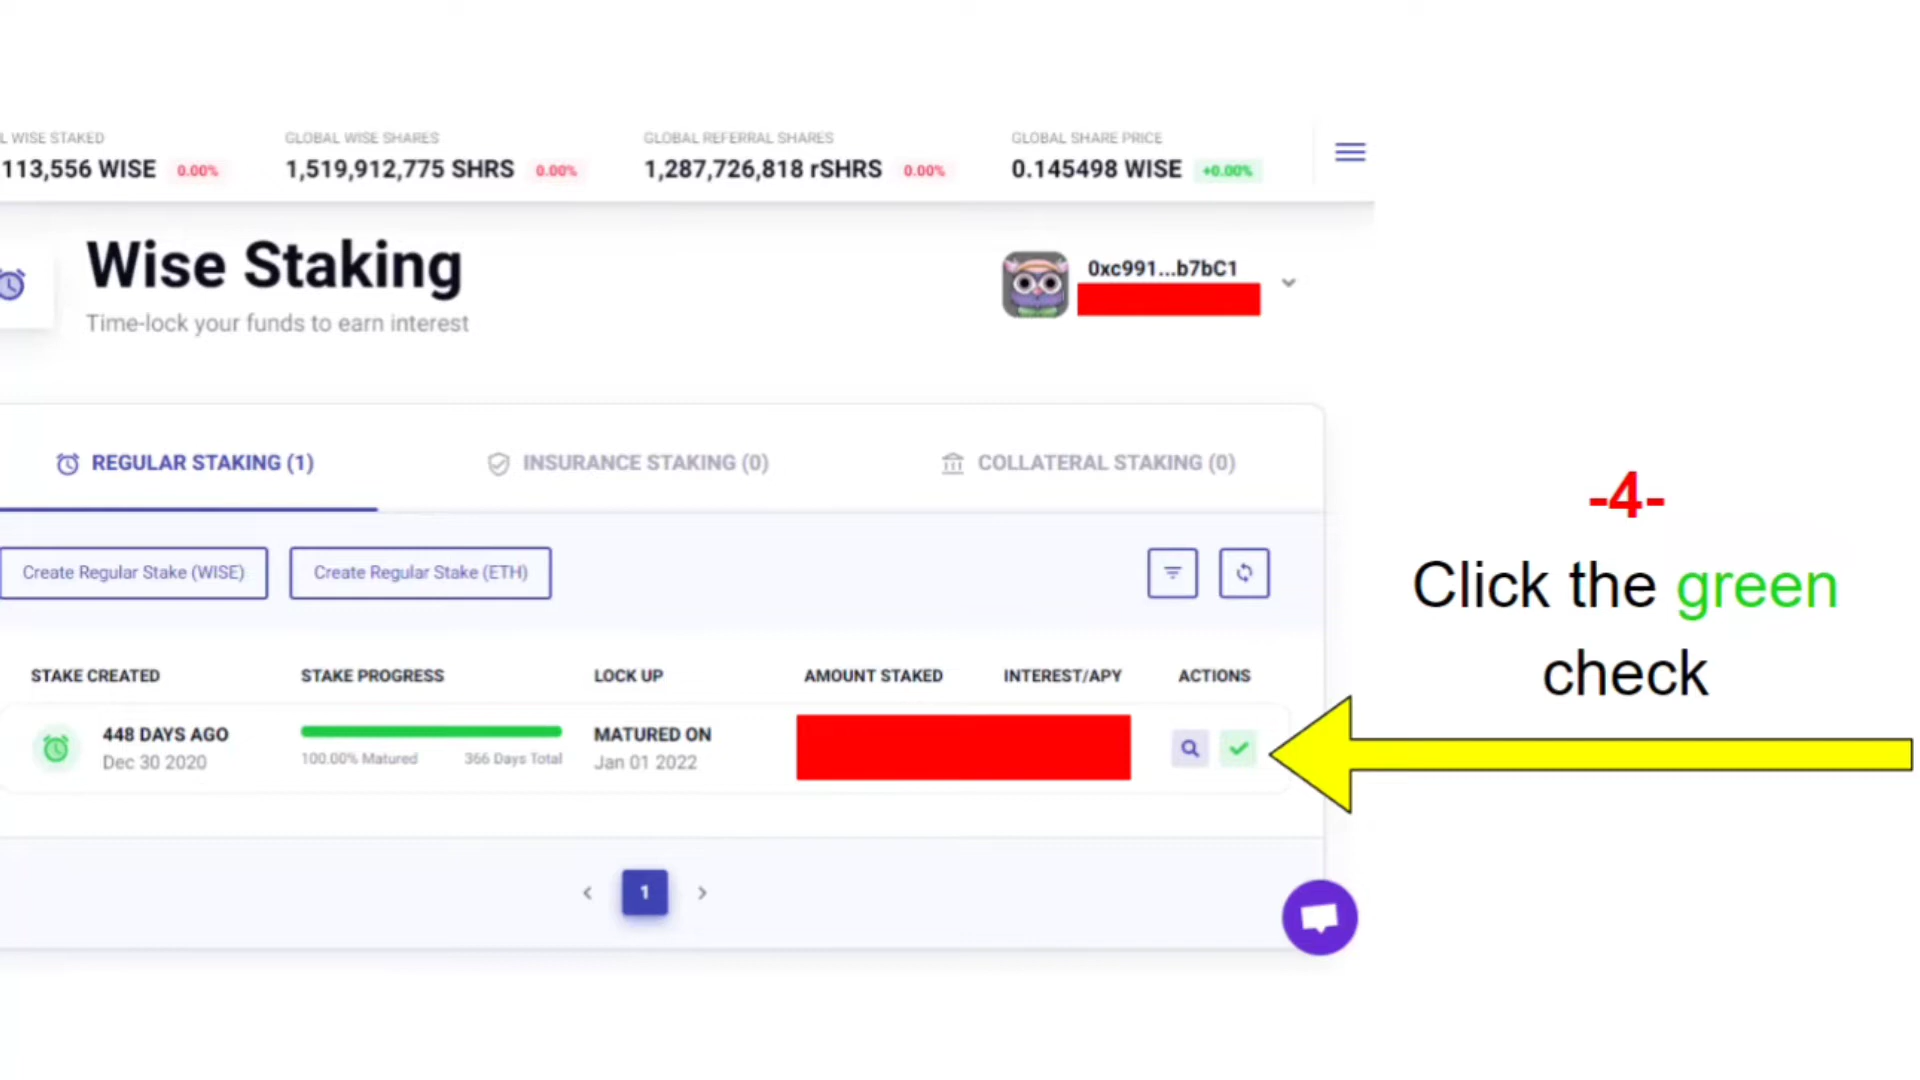 L WISE STAKED
113,556 WISE 0.00%
GLOBAL WISE SHARES
1,519,912,775 SHRS 0.00%
GLOBAL REFERRAL SHARES
1,287,726,818 rSHRS 0.00%
GLOBAL SHARE PRICE
0.145498 WISE +0.00%
Wise Staking
Time-lock your funds to earn interest
0xc991...b7bC1
REGULAR STAKING (1)
INSURANCE STAKING (0)
COLLATERAL STAKING (0)
Create Regular Stake (WISE)
Create Regular Stake (ETH)
STAKE CREATED STAKE PROGRESS LOCK UP AMOUNT STAKED INTEREST/APY ACTIONS
448 DAYS AGO
Dec 30 2020
100.00% Matured 366 Days Total
MATURED ON
Jan 01 2022
1
-4-
Click the green
check